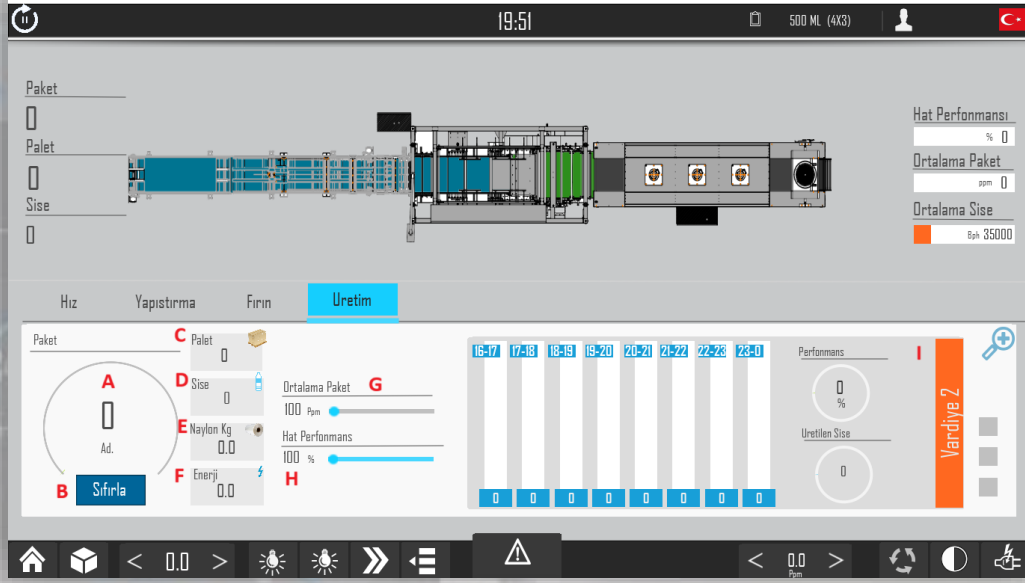 19:51
500 ML (4X3)
Paket
0
Palet
0
Sise
0
Hat Perfonmansı
% 0
Ortalama Paket
ppm 0
Ortalama Sise
Bph 35000
Hız Yapıstırma Fırın Uretim
Paket
A
0
Ad.
B Sıfırla
C Palet
0
D Sise
0
E Naylon Kg
0.0
F Enerji
0.0
Ortalama Paket G
100 Ppm
Hat Perfonmans
100 % H
16-17 17-18 18-19 19-20 20-21 21-22 22-23 23-0
0 0 0 0 0 0 0 0
Perfonmans
0
%
Uretilen Sise
0
I
Vardiye 2
< 0.0 >
< 0.0 >
Ppm